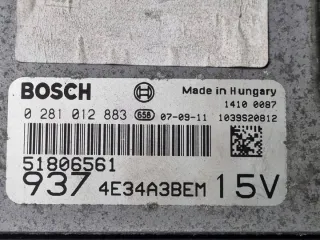 BOSCH Made in Hungary
1410 0087
0 281 012 883 658 07-09-11 1039S20812
51806561
937 4E34A3BEM 15V